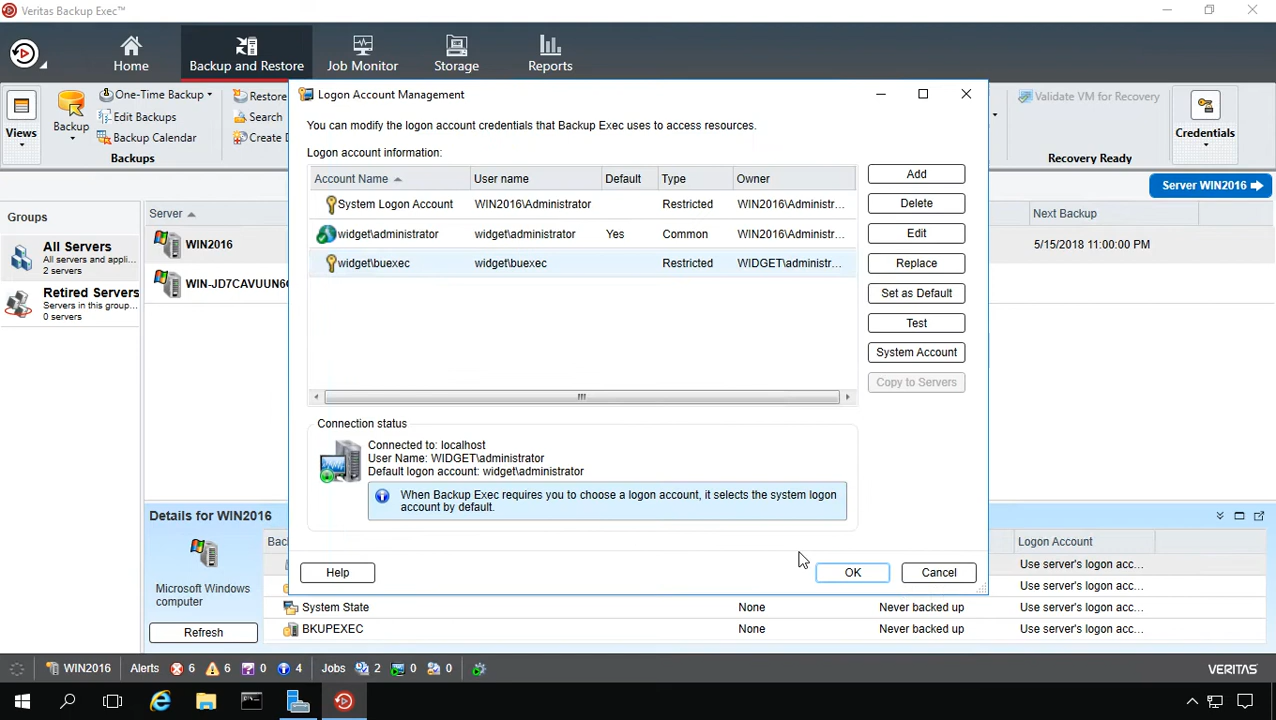 Veritas Backup Exec™
Home
Backup and Restore
Job Monitor
Storage
Reports
Views
Backup
One-Time Backup
Edit Backups
Backup Calendar
Backups
Restore
Search
Create
Validate VM for Recovery
Recovery Ready
Credentials
Server WIN2016
Groups
All Servers
All servers and appli...
2 servers
Retired Servers
Servers in this group...
0 servers
Server
WIN2016
WIN-JD7CAVUUN6
Next Backup
5/15/2018 11:00:00 PM
Logon Account Management
You can modify the logon account credentials that Backup Exec uses to access resources.
Logon account information:
Account Name User name Default Type Owner
System Logon Account WIN2016\Administrator Restricted WIN2016\Administr...
widget\administrator widget\administrator Yes Common WIN2016\Administr...
widget\buexec widget\buexec Restricted WIDGET\administr...
Add
Delete
Edit
Replace
Set as Default
Test
System Account
Copy to Servers
Connection status
Connected to: localhost
User Name: WIDGET\administrator
Default logon account: widget\administrator
When Backup Exec requires you to choose a logon account, it selects the system logon
account by default.
Help
OK
Cancel
Details for WIN2016
Microsoft Windows
computer
Refresh
Logon Account
Use server's logon acc...
Use server's logon acc...
System State None Never backed up Use server's logon acc...
BKUPEXEC None Never backed up Use server's logon acc...
WIN2016 Alerts 6 6 0 4 Jobs 2 0 0
VERITAS